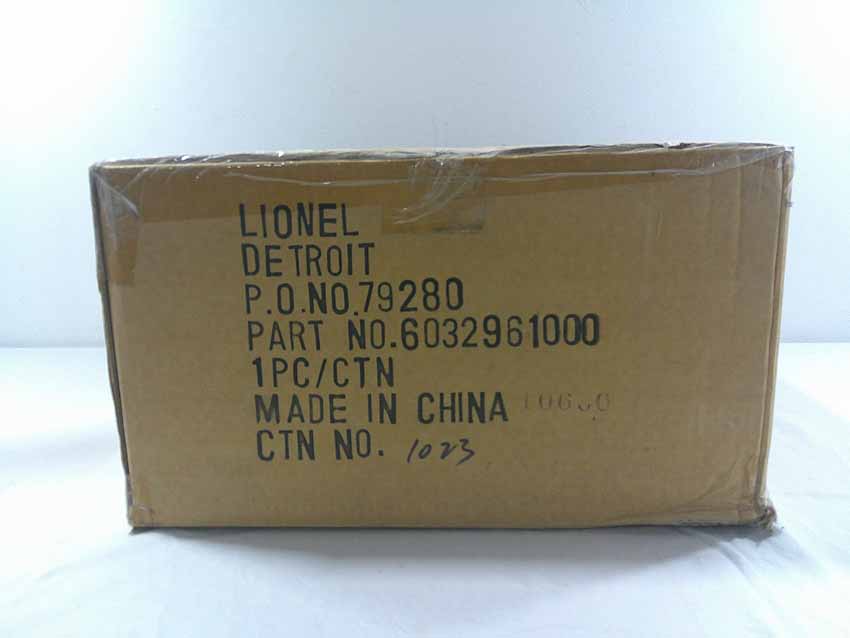 LIONEL
DETROIT
P.O.NO.79280
PART NO.6032961000
1PC/CTN
MADE IN CHINA
CTN NO. 1023